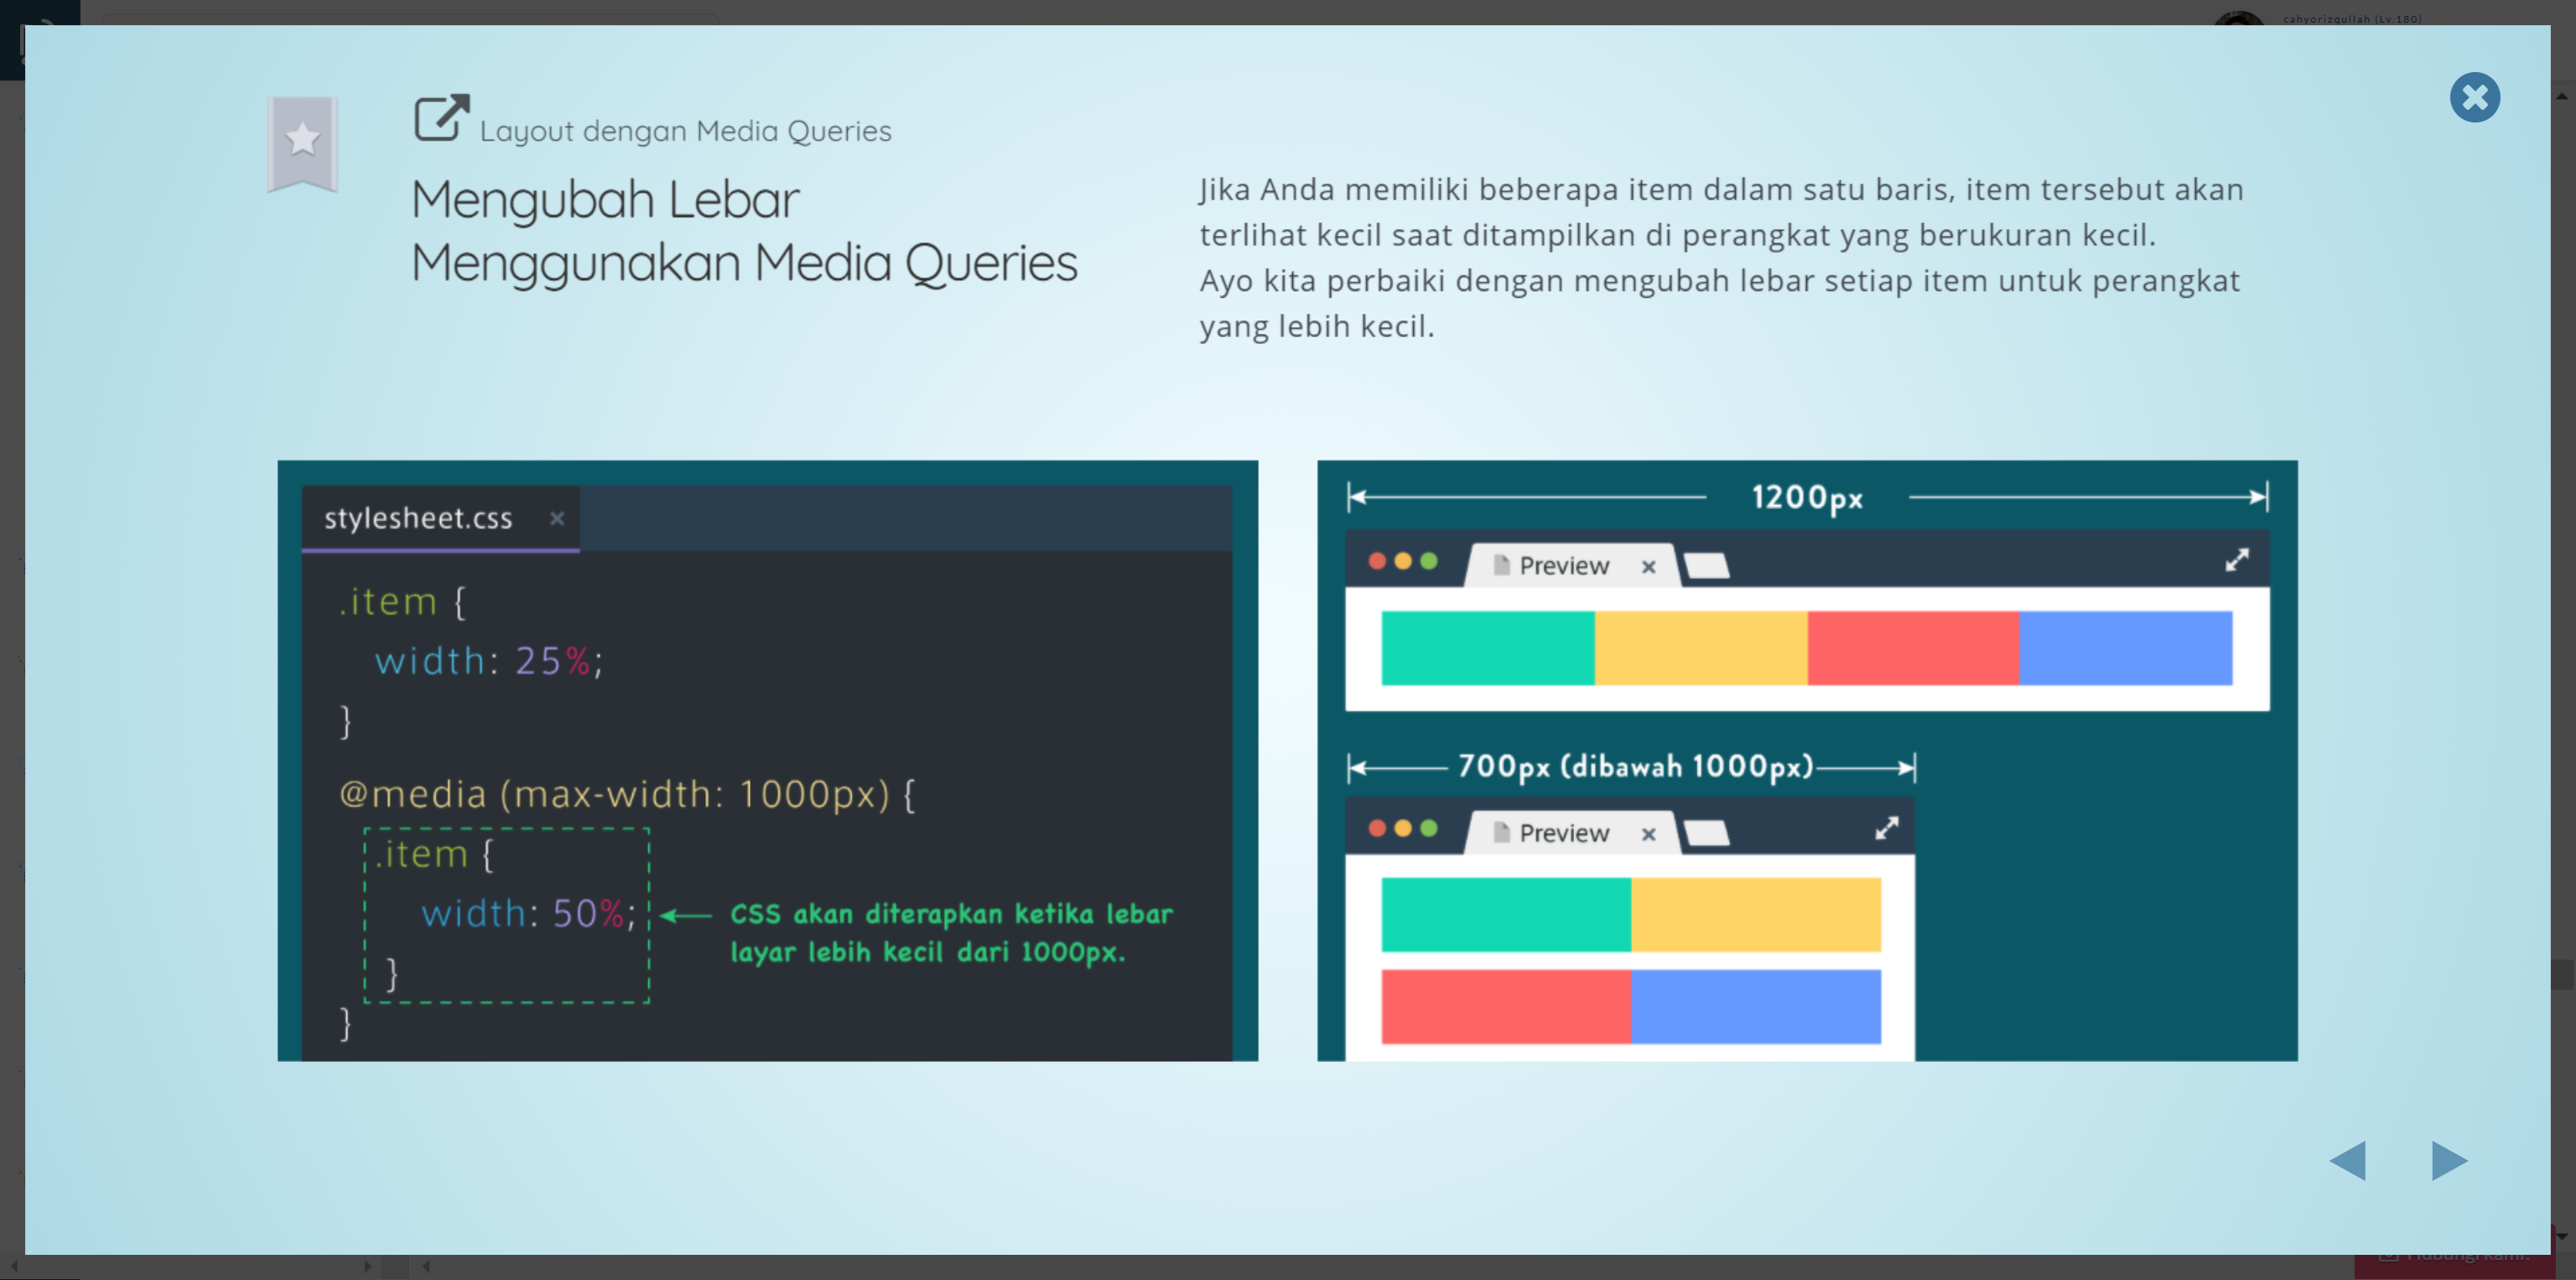 cahyorizqullah (Lv.180)
Layout dengan Media Queries
Mengubah Lebar
Menggunakan Media Queries
Jika Anda memiliki beberapa item dalam satu baris, item tersebut akan
terlihat kecil saat ditampilkan di perangkat yang berukuran kecil.
Ayo kita perbaiki dengan mengubah lebar setiap item untuk perangkat
yang lebih kecil.
stylesheet.css ×
.item {
width: 25%;
}
@media (max-width: 1000px) {
.item {
width: 50%;
}
}
CSS akan diterapkan ketika lebar
layar lebih kecil dari 1000px.
1200px
Preview ×
700px (dibawah 1000px)
Preview ×
Hubungi kami.